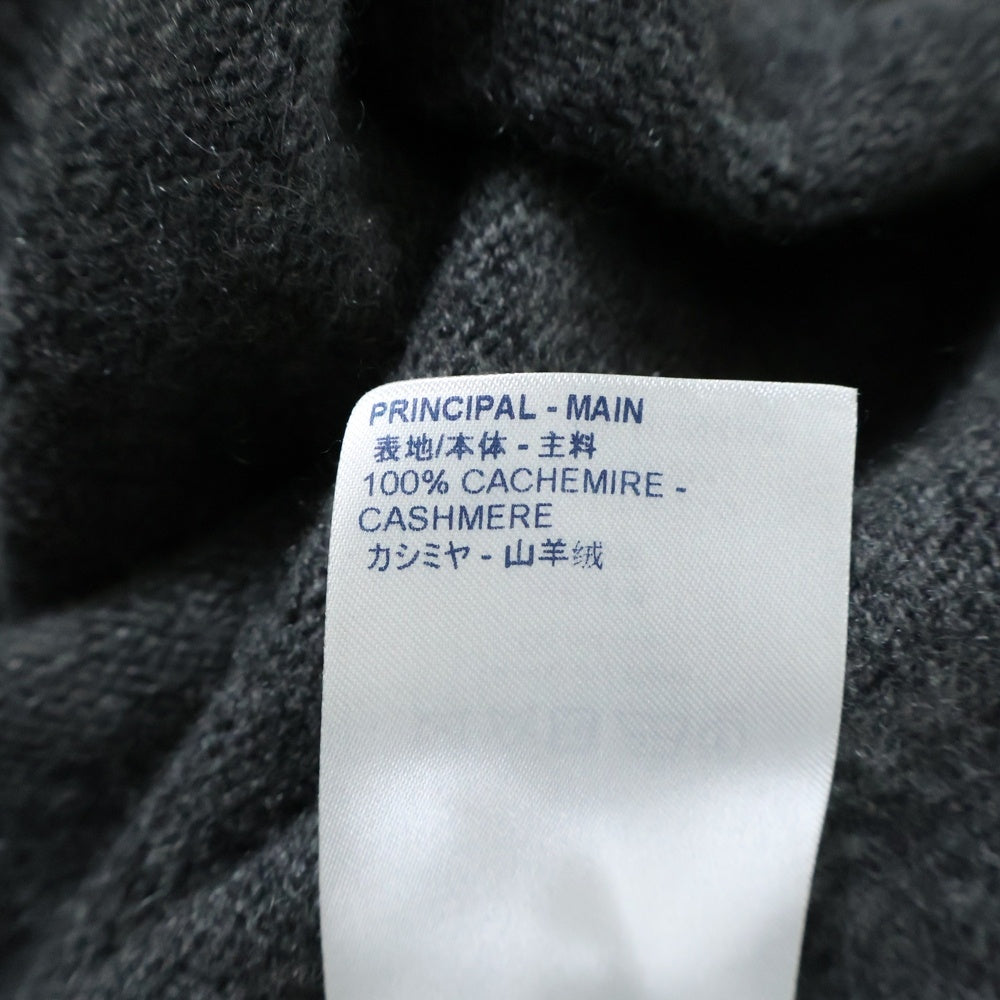 PRINCIPAL - MAIN
表地/本体 - 主料
100% CACHEMIRE -
CASHMERE
カシミヤ - 山羊绒